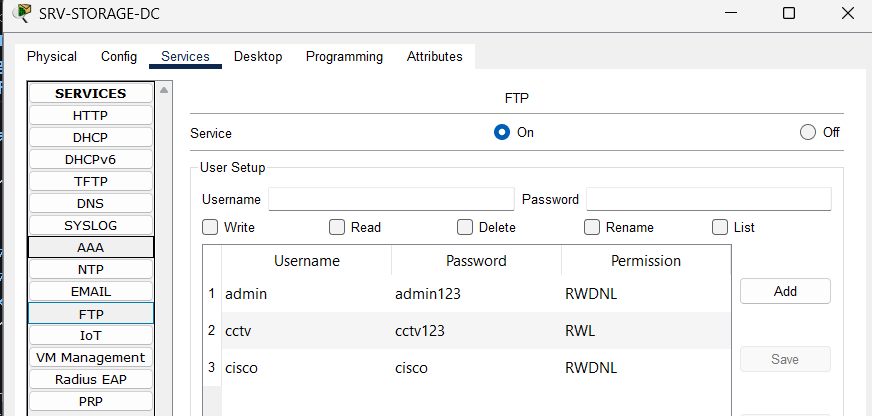 SRV-STORAGE-DC
Physical Config Services Desktop Programming Attributes
SERVICES
HTTP
DHCP
DHCPv6
TFTP
DNS
SYSLOG
AAA
NTP
EMAIL
FTP
IoT
VM Management
Radius EAP
PRP
FTP
Service On Off
User Setup
Username Password
Write Read Delete Rename List
Username Password Permission
1 admin admin123 RWDNL
2 cctv cctv123 RWL
3 cisco cisco RWDNL
Add
Save